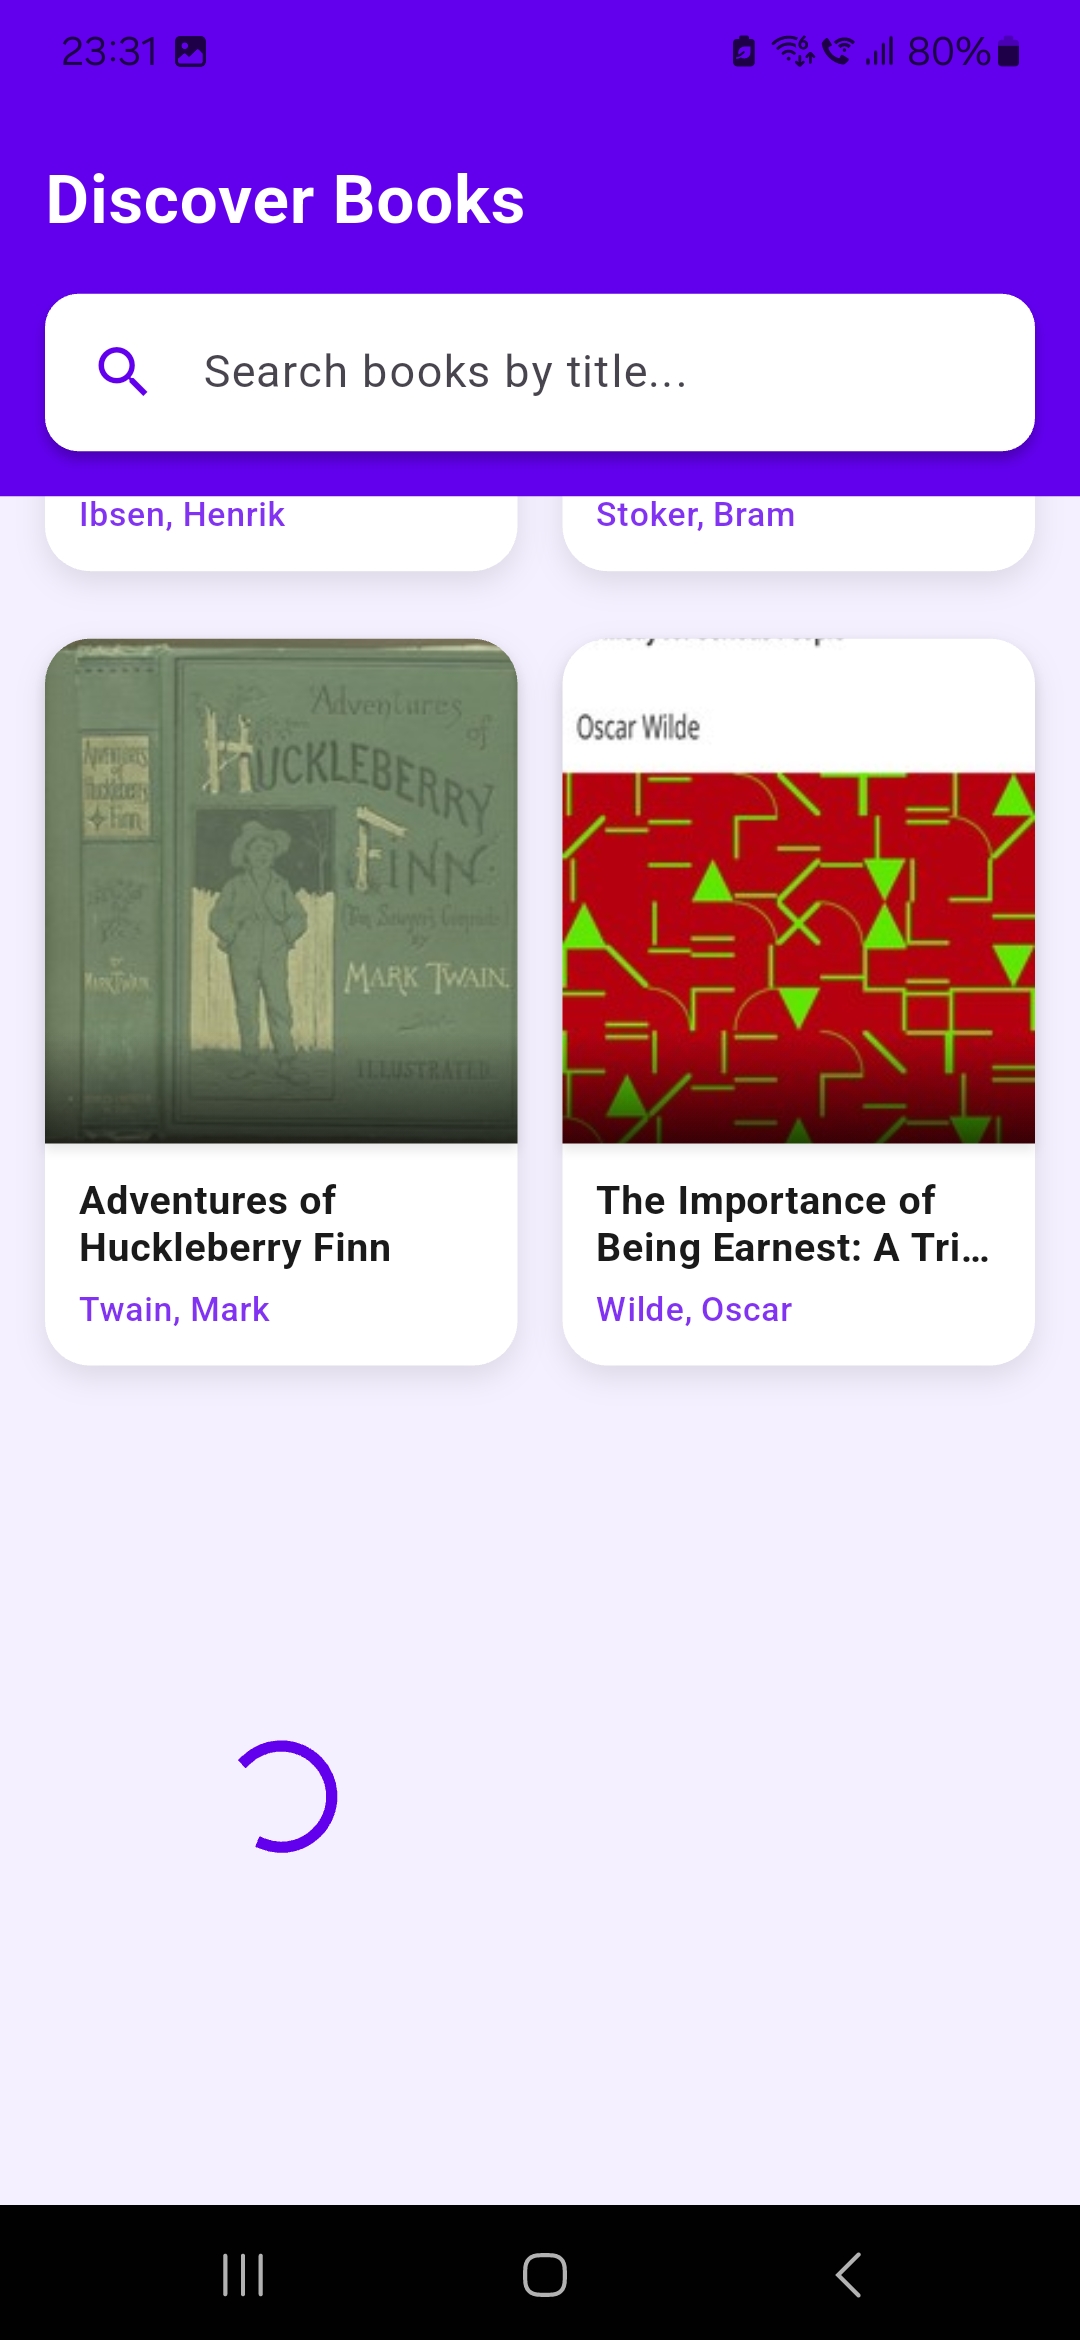 23:31
80%
Discover Books
Search books by title...
Ibsen, Henrik
Stoker, Bram
Adventures
of
HUCKLEBERRY
FINN.
(Tom Sawyer's Comrade)
BY
MARK TWAIN.
ILLUSTRATED.
Adventures
of
Huckleberry
Finn
MARK TWAIN
Oscar Wilde
Adventures of
Huckleberry Finn
Twain, Mark
The Importance of
Being Earnest: A Tri…
Wilde, Oscar